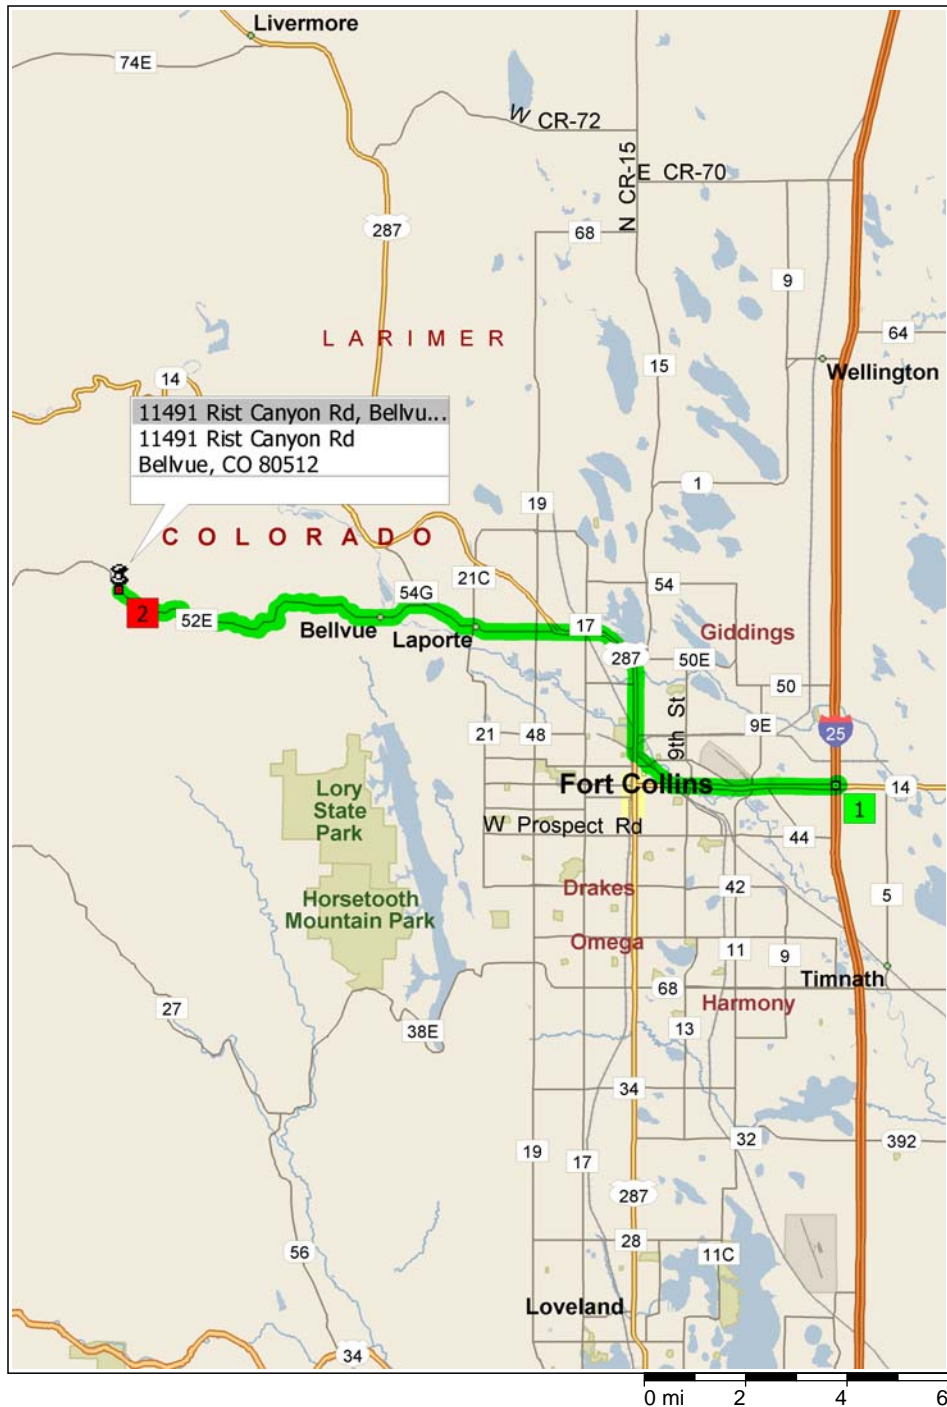 Livermore
74E
W CR-72
N CR-15
E CR-70
287
68
9
LARIMER
64
15
14
Wellington
11491 Rist Canyon Rd, Bellvu...
11491 Rist Canyon Rd
Bellvue, CO 80512
1
19
COLORADO
21C
54G
54
2
52E
Bellvue
Laporte
17
Giddings
287
50E
50
9th St
9E
21
48
25
Fort Collins
14
Lory
State
Park
1
W Prospect Rd
44
Drakes
42
5
Horsetooth
Mountain Park
Omega
11
9
Timnath
68
Harmony
27
38E
13
34
32
392
19
17
287
28
11C
56
Loveland
34
0 mi 2 4 6